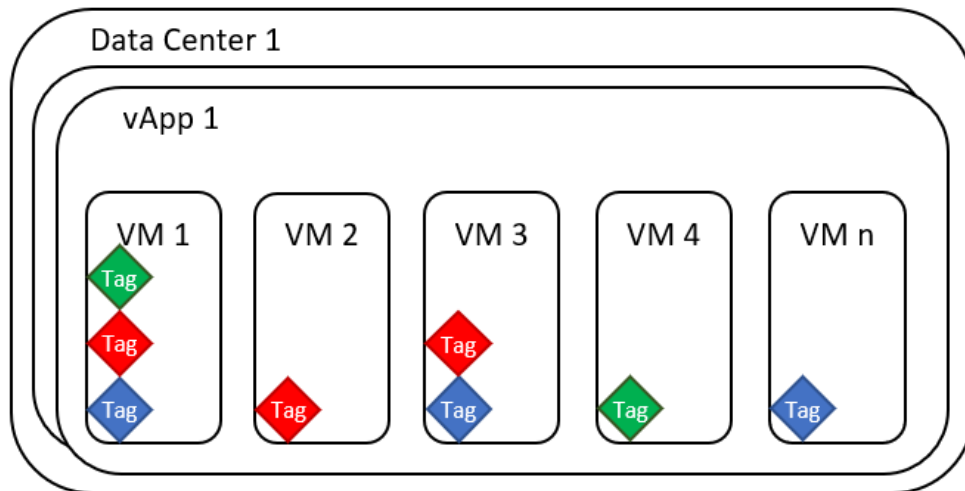 Data Center 1
vApp 1
VM 1 VM 2 VM 3 VM 4 VM n
Tag
Tag Tag
Tag Tag Tag Tag Tag